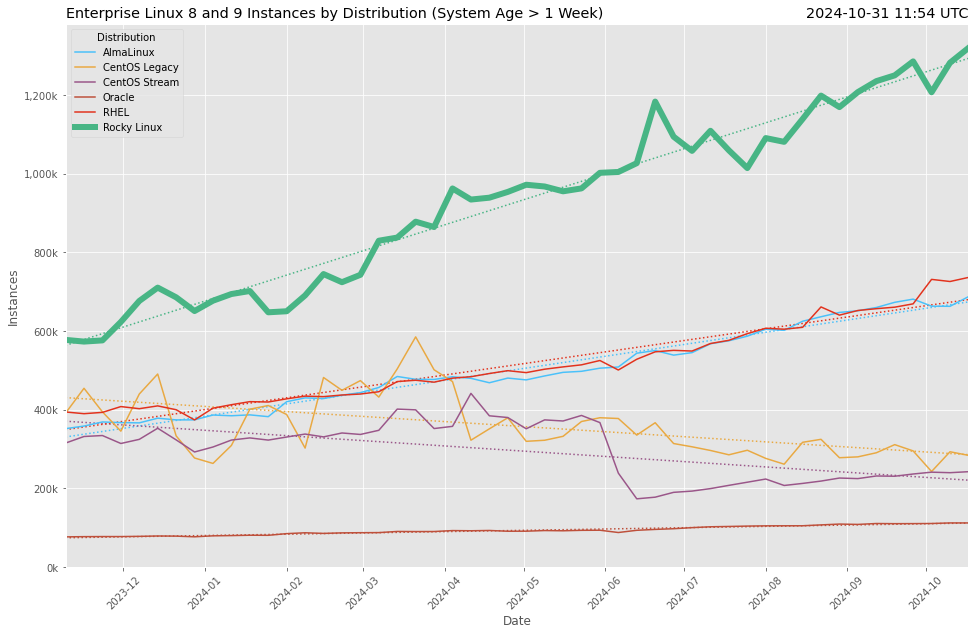 Enterprise Linux 8 and 9 Instances by Distribution (System Age > 1 Week)
2024-10-31 11:54 UTC
Distribution
AlmaLinux
CentOS Legacy
CentOS Stream
Oracle
RHEL
Rocky Linux
1,200k
1,000k
800k
600k
400k
200k
0k
Instances
2023-12
2024-01
2024-02
2024-03
2024-04
2024-05
2024-06
2024-07
2024-08
2024-09
2024-10
Date